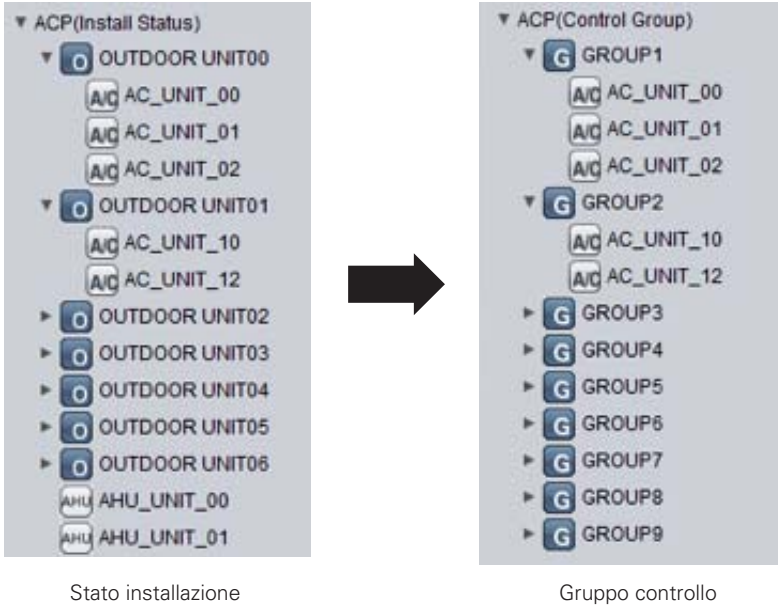 ACP(Install Status)
O OUTDOOR UNIT00
A/C AC_UNIT_00
A/C AC_UNIT_01
A/C AC_UNIT_02
O OUTDOOR UNIT01
A/C AC_UNIT_10
A/C AC_UNIT_12
O OUTDOOR UNIT02
O OUTDOOR UNIT03
O OUTDOOR UNIT04
O OUTDOOR UNIT05
O OUTDOOR UNIT06
AHU AHU_UNIT_00
AHU AHU_UNIT_01
Stato installazione
ACP(Control Group)
G GROUP1
A/C AC_UNIT_00
A/C AC_UNIT_01
A/C AC_UNIT_02
G GROUP2
A/C AC_UNIT_10
A/C AC_UNIT_12
G GROUP3
G GROUP4
G GROUP5
G GROUP6
G GROUP7
G GROUP8
G GROUP9
Gruppo controllo